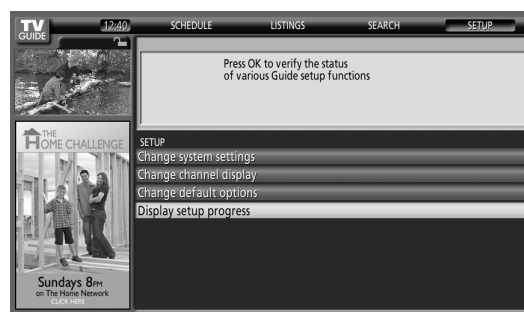 TV GUIDE
12:40
SCHEDULE LISTINGS SEARCH SETUP
Press OK to verify the status
of various Guide setup functions
THE
HOME CHALLENGE
Sundays 8PM
on The Home Network
CLICK HERE
SETUP
Change system settings
Change channel display
Change default options
Display setup progress